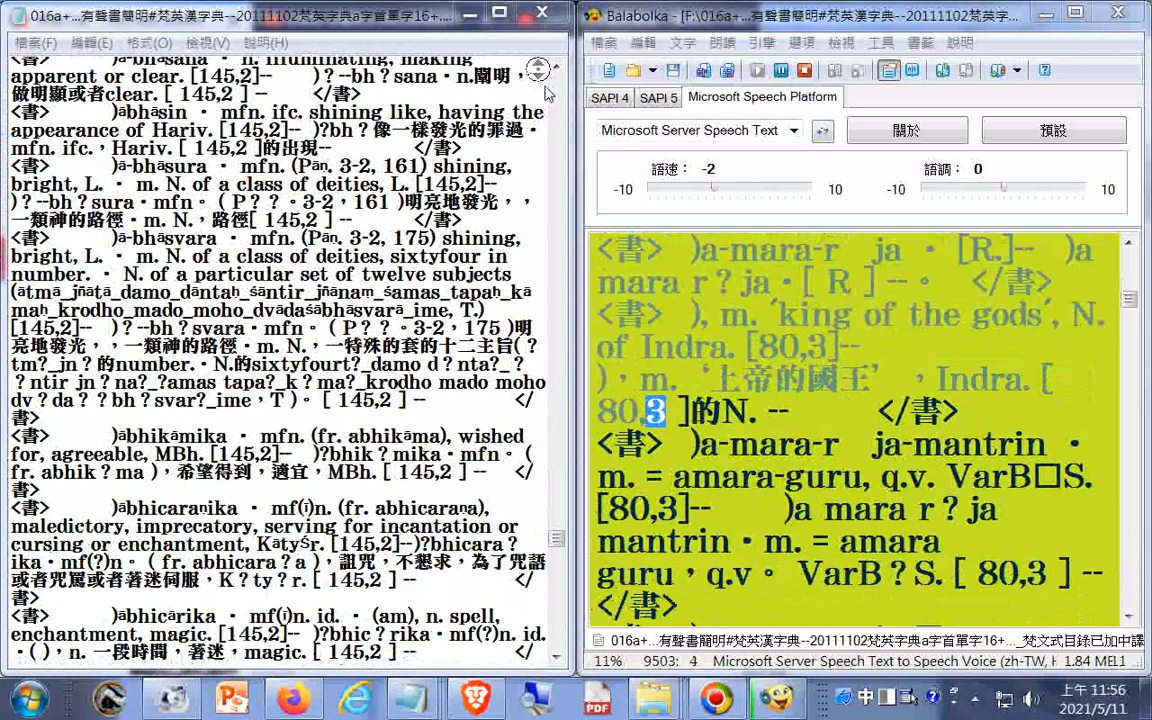 016a+...有聲書簡明#梵英漢字典--20111102梵英字典a字首單字16+...
檔案(F) 編輯(E) 格式(O) 檢視(V) 說明(H)
apparent or clear. [145,2]-- )?--bh?sana‧n.闡明,
做明顯或者clear. [ 145,2 ] -- </書>
<書> )ābhāsin ‧ mfn. ifc. shining like, having the
appearance of Hariv. [145,2]-- )?bh?像一樣發光的罪過‧
mfn. ifc.,Hariv. [ 145,2 ]的出現-- </書>
<書> )ā-bhāsura ‧ mfn. (Pāṇ. 3-2, 161) shining,
bright, L. ‧ m. N. of a class of deities, L. [145,2]--
)?--bh?sura‧mfn。( P??。3-2,161 )明亮地發光,,
一類神的路徑‧m. N.,路徑[ 145,2 ] -- </書>
<書> )ā-bhāsvara ‧ mfn. (Pāṇ. 3-2, 175) shining,
bright, L. ‧ m. N. of a class of deities, sixtyfour in
number. ‧ N. of a particular set of twelve subjects
(ātmā_jñātā_damo_dāntaḥ_śāntir_jñānaṃ_śamas_tapaḥ_kā
maḥ_krodho_mado_moho_dvādaśābhāsvarā_ime, T.)
[145,2]-- )?--bh?svara‧mfn。( P??。3-2,175 )明
亮地發光,,一類神的路徑‧m. N.,一特殊的套的十二主旨(?
tm?_jn?的number.‧N.的sixtyfourt?_damo d?nta?_?
?ntir jn?na?_?amas tapa?_k?ma?_krodho mado moho
dv?da??bh?svar?_ime,T )。[ 145,2 ] -- </
書>
<書> )ābhikāmika ‧ mfn. (fr. abhikāma), wished
for, agreeable, MBh. [145,2]-- )?bhik?mika‧mfn。(
fr. abhik?ma ),希望得到,適宜,MBh. [ 145,2 ] -- </
書>
<書> )ābhicaraṇika ‧ mf(ī)n. (fr. abhicaraṇa),
maledictory, imprecatory, serving for incantation or
cursing or enchantment, KātyŚr. [145,2]--)?bhicara?
ika‧mf(?)n。( fr. abhicara?a ),詛咒,不懇求,為了咒語
或者咒罵或者著迷伺服,K?ty?r. [ 145,2 ] -- </
書>
<書> )ābhicārika ‧ mf(ī)n. id. ‧ (am), n. spell,
enchantment, magic. [145,2]-- )?bhic?rika‧mf(?)n. id.
‧( ),n. 一段時間,著迷,magic. [ 145,2 ] -- </
Balabolka - [F:\016a+...有聲書簡明#梵英漢字典--20111102梵英字...
檔案 編輯 文字 朗讀 引擎 選項 檢視 工具 書籤 說明
SAPI 4 SAPI 5 Microsoft Speech Platform
Microsoft Server Speech Text 關於 預設
語速: -2 語調: 0
-10 10 -10 10
<書> )a-mara-r ja ‧ [R.]-- )a
mara r?ja‧[ R ] --。 </書>
<書> ), m. 'king of the gods', N.
of Indra. [80,3]--
),m.‘上帝的國王’,Indra. [
80,3 ]的N. -- </書>
<書> )a-mara-r ja-mantrin ‧
m. = amara-guru, q.v. VarB□S.
[80,3]-- )a mara r?ja
mantrin‧m. = amara
guru,q.v。 VarB?S. [ 80,3 ] --
</書>
016a+...有聲書簡明#梵英漢字典--20111102梵英字典a字首單字16+..._梵文式目錄已加中譯
11% 9503: 4 Microsoft Server Speech Text to Speech Voice (zh-TW, H 1.84 МЕ1
中
上午 11:56
2021/5/11